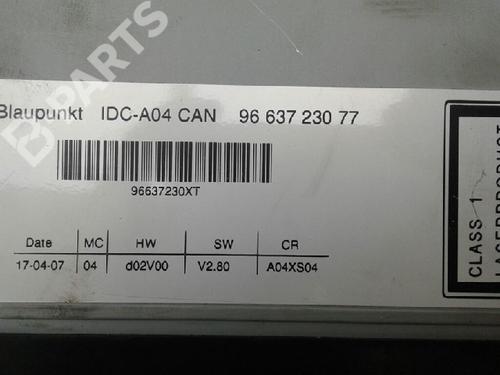 B PARTS
Blaupunkt IDC-A04 CAN 96 637 230 77
96637230XT
Date MC HW SW CR
17-04-07 04 d02V00 V2.80 A04XS04
CLASS 1